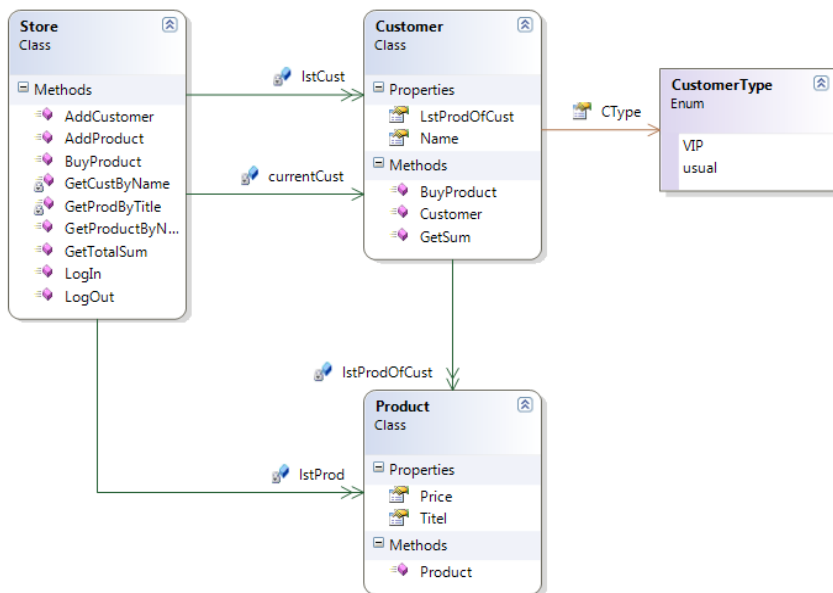 Store
Class
Methods
AddCustomer
AddProduct
BuyProduct
GetCustByName
GetProdByTitle
GetProductByN...
GetTotalSum
LogIn
LogOut
lstCust
currentCust
Customer
Class
Properties
LstProdOfCust
Name
Methods
BuyProduct
Customer
GetSum
CType
CustomerType
Enum
VIP
usual
lstProdOfCust
lstProd
Product
Class
Properties
Price
Titel
Methods
Product